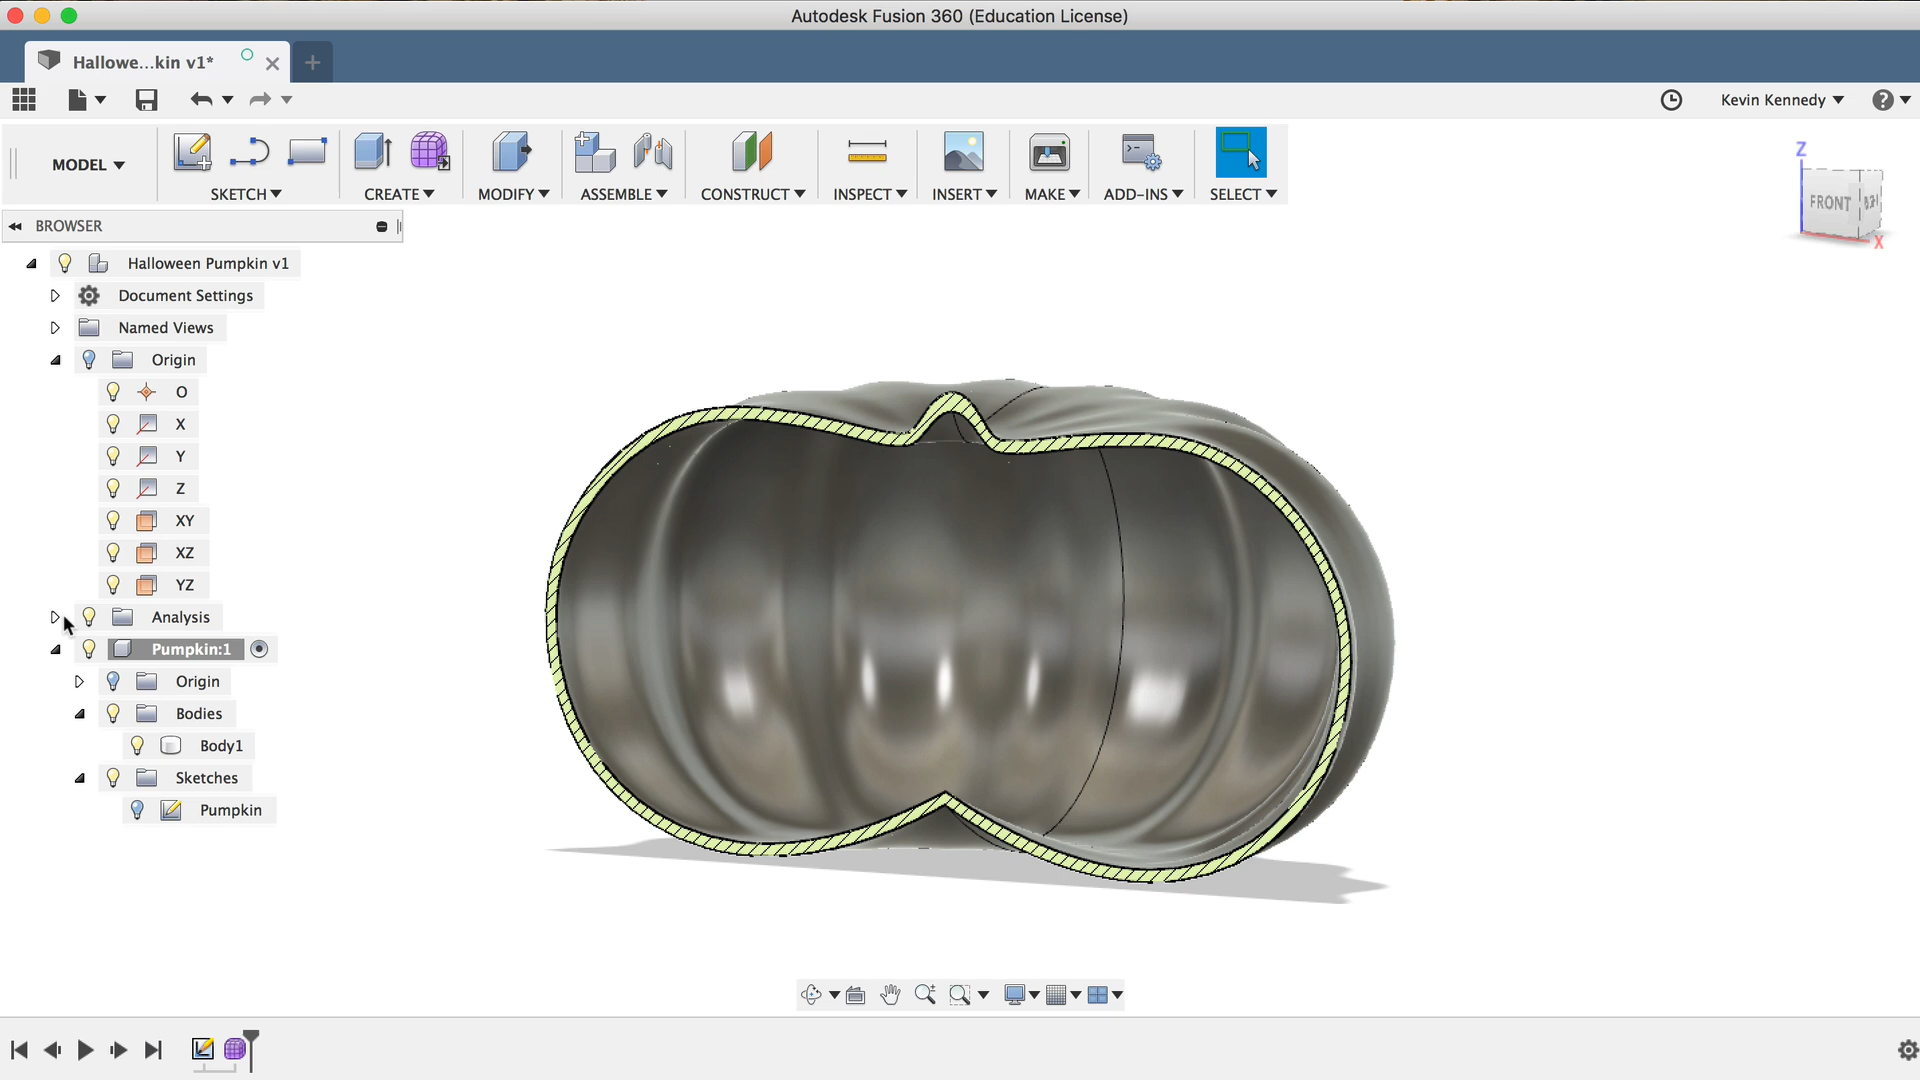 Autodesk Fusion 360 (Education License)
Hallowe...kin v1*
Kevin Kennedy
MODEL
SKETCH
CREATE
MODIFY
ASSEMBLE
CONSTRUCT
INSPECT
INSERT
MAKE
ADD-INS
SELECT
Z
FRONT
X
BROWSER
Halloween Pumpkin v1
Document Settings
Named Views
Origin
O
X
Y
Z
XY
XZ
YZ
Analysis
Pumpkin:1
Origin
Bodies
Body1
Sketches
Pumpkin